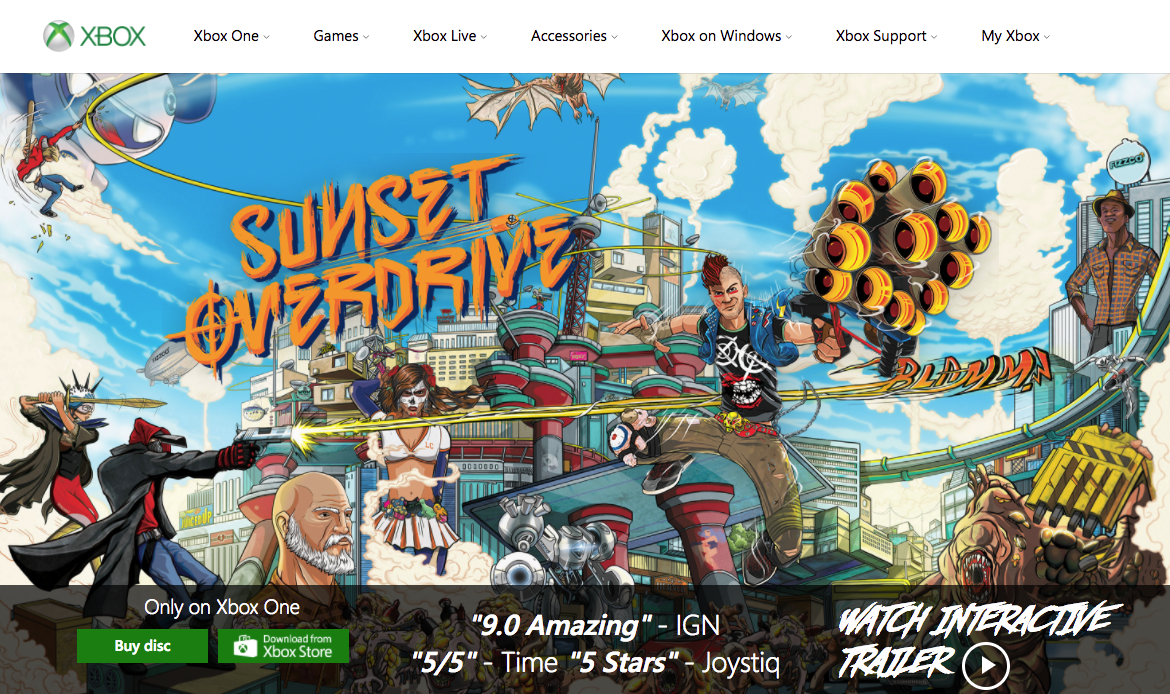 XBOX
Xbox One
Games
Xbox Live
Accessories
Xbox on Windows
Xbox Support
My Xbox
FIZZCO
SUNSET
OVERDRIVE
BLAMMM
LC
Only on Xbox One
Buy disc
Download from
Xbox Store
"9.0 Amazing" - IGN
"5/5" - Time "5 Stars" - Joystiq
WATCH INTERACTIVE
TRAILER